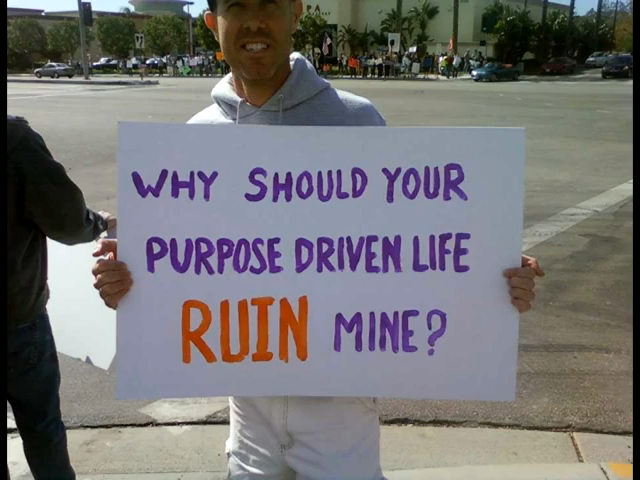 WHY SHOULD YOUR
PURPOSE DRIVEN LIFE
RUIN MINE?